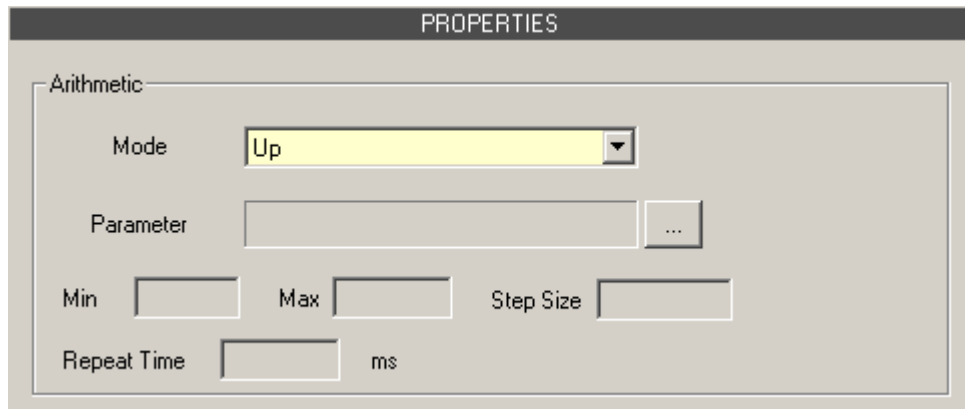 PROPERTIES
Arithmetic
Mode Up
Parameter ...
Min Max Step Size
Repeat Time ms